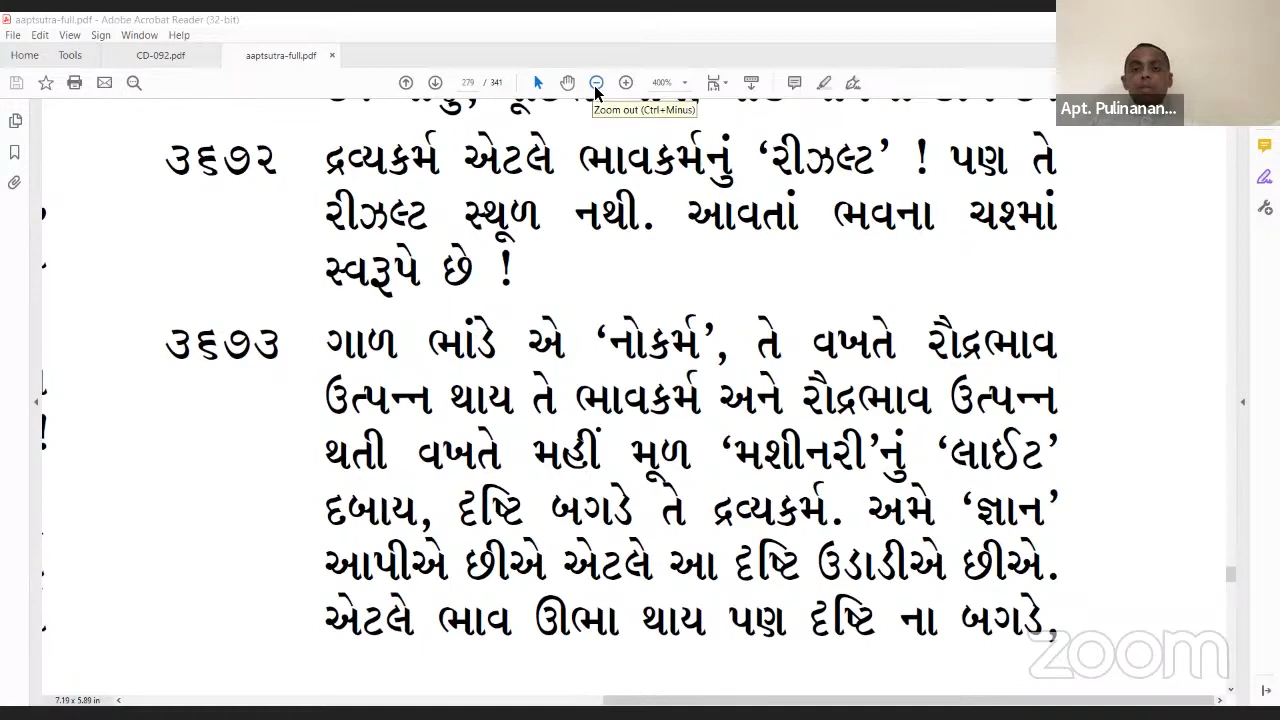 aaptsutra-full.pdf - Adobe Acrobat Reader (32-bit)
File Edit View Sign Window Help
Home Tools CD-092.pdf aaptsutra-full.pdf ×
279 / 341 400%
Zoom out (Ctrl+Minus)
Apt. Pulinanan...
૩૬૭૨ દ્રવ્યકર્મ એટલે ભાવકર્મનું ‘રીઝલ્ટ’ ! પણ તે
રીઝલ્ટ સ્થૂળ નથી. આવતાં ભવના ચશ્માં
સ્વરૂપે છે !
૩૬૭૩ ગાળ ભાંડે એ ‘નોકર્મ’, તે વખતે રૌદ્રભાવ
ઉત્પન્ન થાય તે ભાવકર્મ અને રૌદ્રભાવ ઉત્પન્ન
થતી વખતે મહીં મૂળ ‘મશીનરી’નું ‘લાઈટ’
દબાય, દૃષ્ટિ બગડે તે દ્રવ્યકર્મ. અમે ‘જ્ઞાન’
આપીએ છીએ એટલે આ દૃષ્ટિ ઉડાડીએ છીએ.
એટલે ભાવ ઊભા થાય પણ દૃષ્ટિ ના બગડે,
zoom
7.19 x 5.89 in